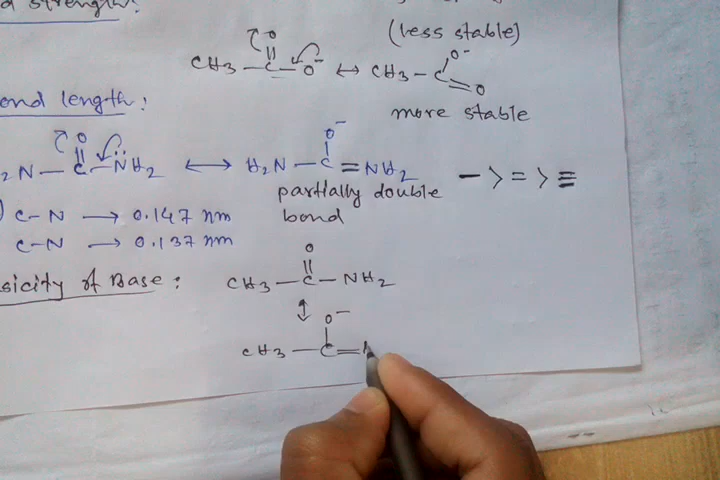 strength:
(less stable)
O O⁻
CH3 — C — O⁻ ↔ CH3 — C = O
more stable
ond length:
O O⁻
2N — C — NH2 ↔ H2N — C = NH2
partially double
bond
— > = > ≡
C-N → 0.147 nm
C-N → 0.137 nm
O
sicity of Base: CH3 — C — NH2
↕
O⁻
CH3 — C =